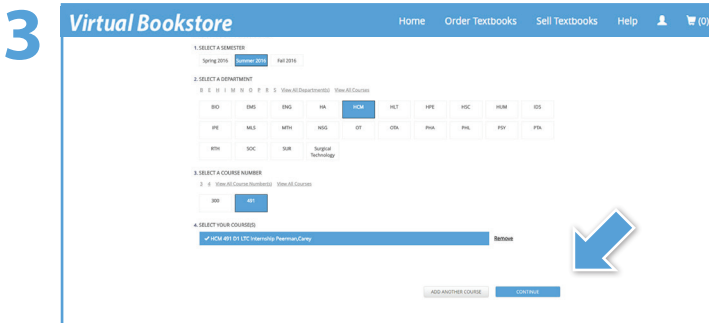 3
Virtual Bookstore
Home Order Textbooks Sell Textbooks Help (0)
1. SELECT A SEMESTER
Spring 2016 Summer 2016 Fall 2016
2. SELECT A DEPARTMENT
B E H I M N O P R S View All Department(s) View All Courses
BIO EMS ENG HA HCM HLT HPE HSC HUM IDS
IPE MLS MTH NSG OT OTA PHA PHL PSY PTA
RTH SOC SUR Surgical
Technology
3. SELECT A COURSE NUMBER
3 4 View All Course Number(s) View All Courses
300 491
4. SELECT YOUR COURSE(S)
HCM 491 D1 LTC Internship Peerman,Carey Remove
ADD ANOTHER COURSE CONTINUE